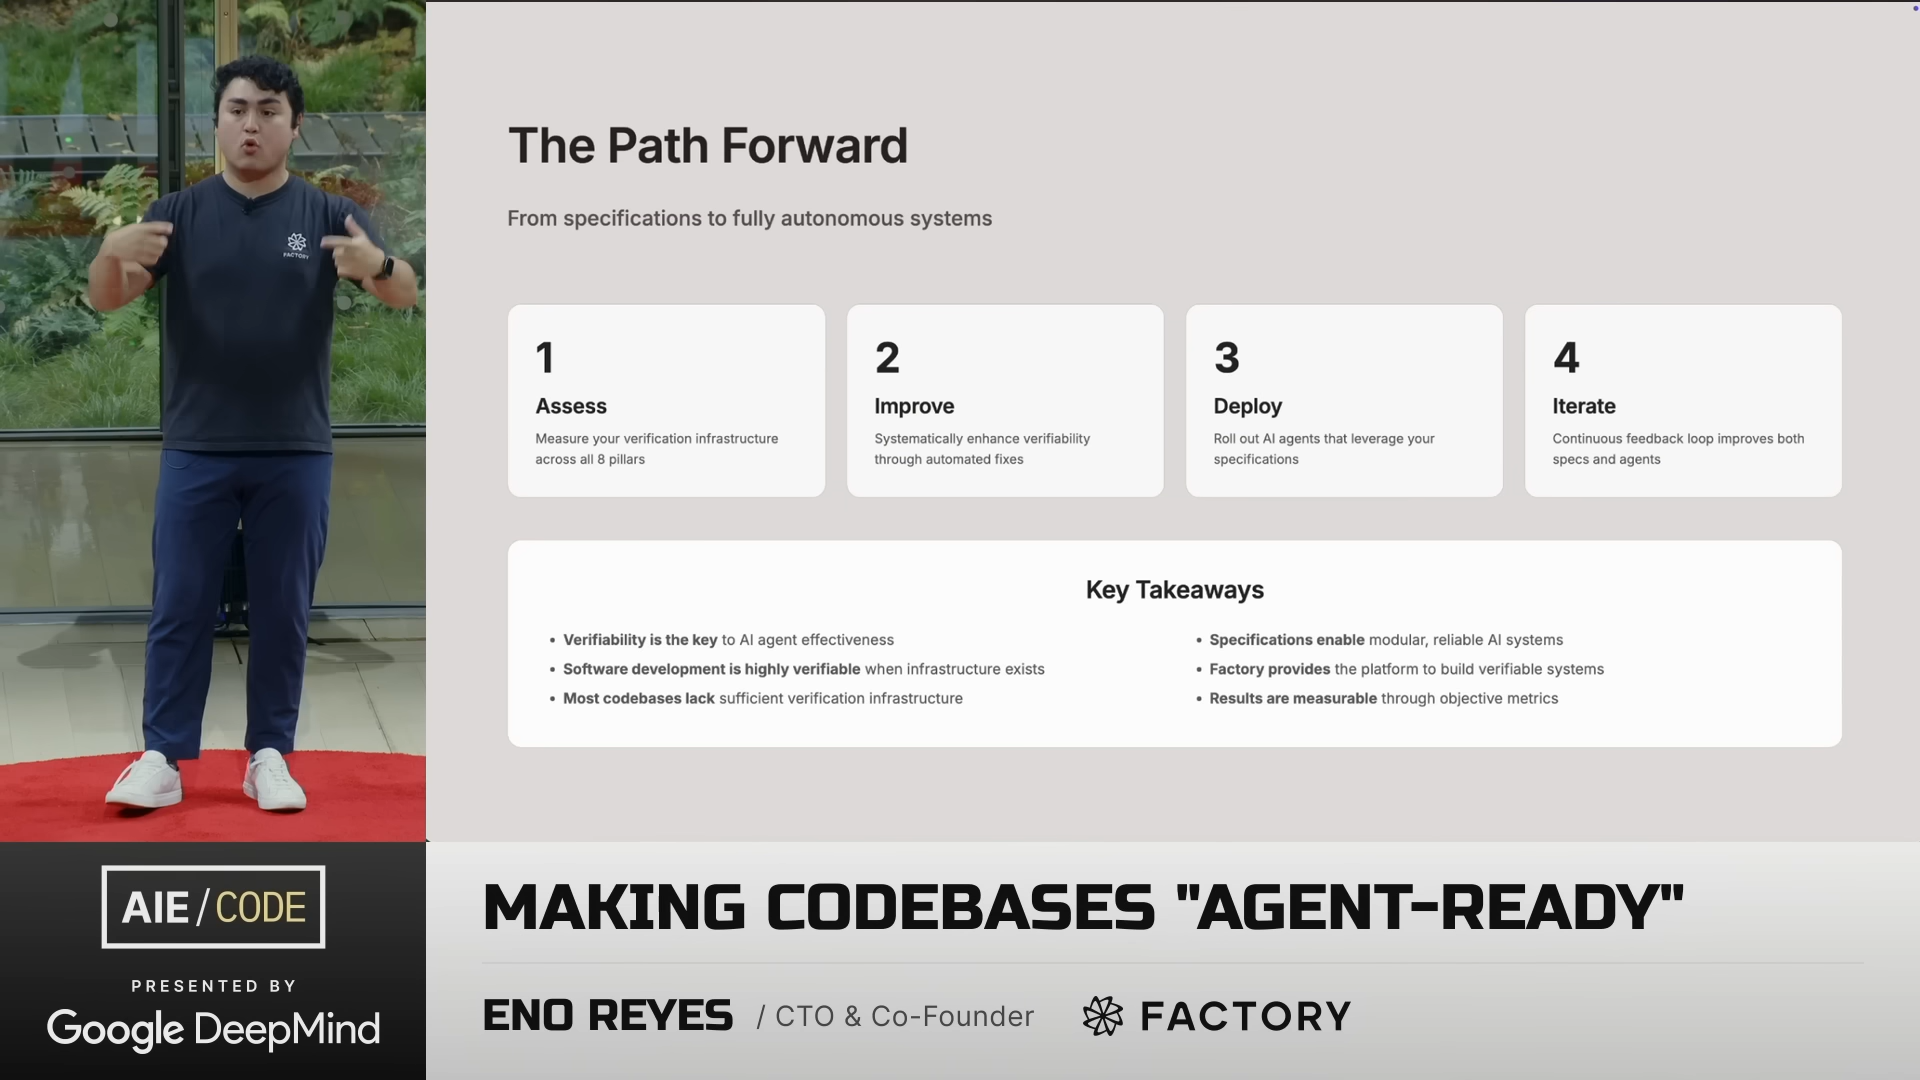 The Path Forward
From specifications to fully autonomous systems
1
Assess
Measure your verification infrastructure
across all 8 pillars
2
Improve
Systematically enhance verifiability
through automated fixes
3
Deploy
Roll out AI agents that leverage your
specifications
4
Iterate
Continuous feedback loop improves both
specs and agents
Key Takeaways
• Verifiability is the key to AI agent effectiveness
• Software development is highly verifiable when infrastructure exists
• Most codebases lack sufficient verification infrastructure
• Specifications enable modular, reliable AI systems
• Factory provides the platform to build verifiable systems
• Results are measurable through objective metrics
FACTORY
AIE/CODE
PRESENTED BY
Google DeepMind
MAKING CODEBASES "AGENT-READY"
ENO REYES / CTO & Co-Founder FACTORY